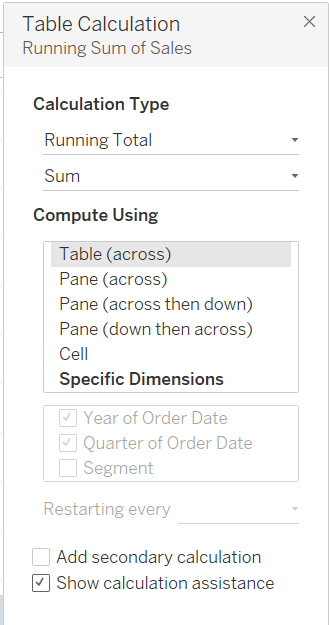 Table Calculation
Running Sum of Sales
Calculation Type
Running Total
Sum
Compute Using
Table (across)
Pane (across)
Pane (across then down)
Pane (down then across)
Cell
Specific Dimensions
Year of Order Date
Quarter of Order Date
Segment
Restarting every
Add secondary calculation
Show calculation assistance